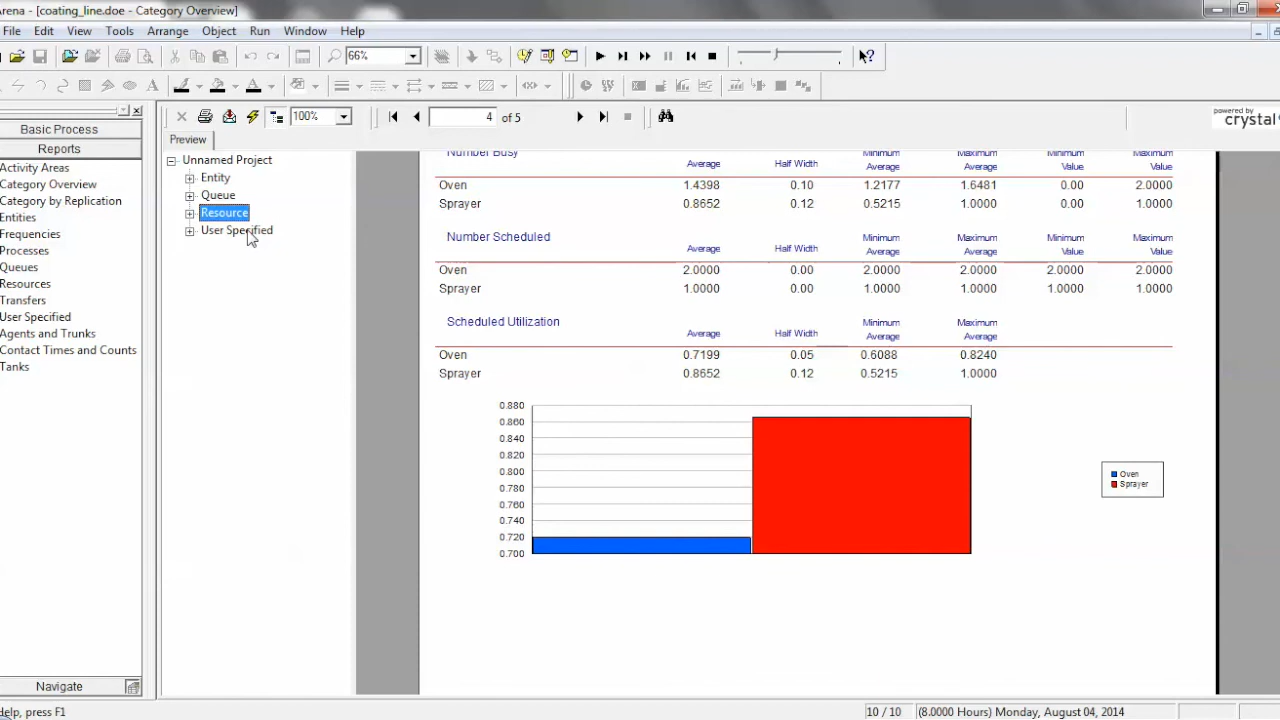 Arena - [coating_line.doe - Category Overview]
File Edit View Tools Arrange Object Run Window Help
66%
100% 4 of 5 powered by crystal
Preview
Basic Process
Reports
Activity Areas
Category Overview
Category by Replication
Entities
Frequencies
Processes
Queues
Resources
Transfers
User Specified
Agents and Trunks
Contact Times and Counts
Tanks
Navigate
Unnamed Project
Entity
Queue
Resource
User Specified
Number Busy Average Half Width Minimum Average Maximum Average Minimum Value Maximum Value
Oven 1.4398 0.10 1.2177 1.6481 0.00 2.0000
Sprayer 0.8652 0.12 0.5215 1.0000 0.00 1.0000
Number Scheduled Average Half Width Minimum Average Maximum Average Minimum Value Maximum Value
Oven 2.0000 0.00 2.0000 2.0000 2.0000 2.0000
Sprayer 1.0000 0.00 1.0000 1.0000 1.0000 1.0000
Scheduled Utilization Average Half Width Minimum Average Maximum Average
Oven 0.7199 0.05 0.6088 0.8240
Sprayer 0.8652 0.12 0.5215 1.0000
0.880
0.860
0.840
0.820
0.800
0.780
0.760
0.740
0.720
0.700
Oven
Sprayer
Help, press F1 10 / 10 (8.0000 Hours) Monday, August 04, 2014